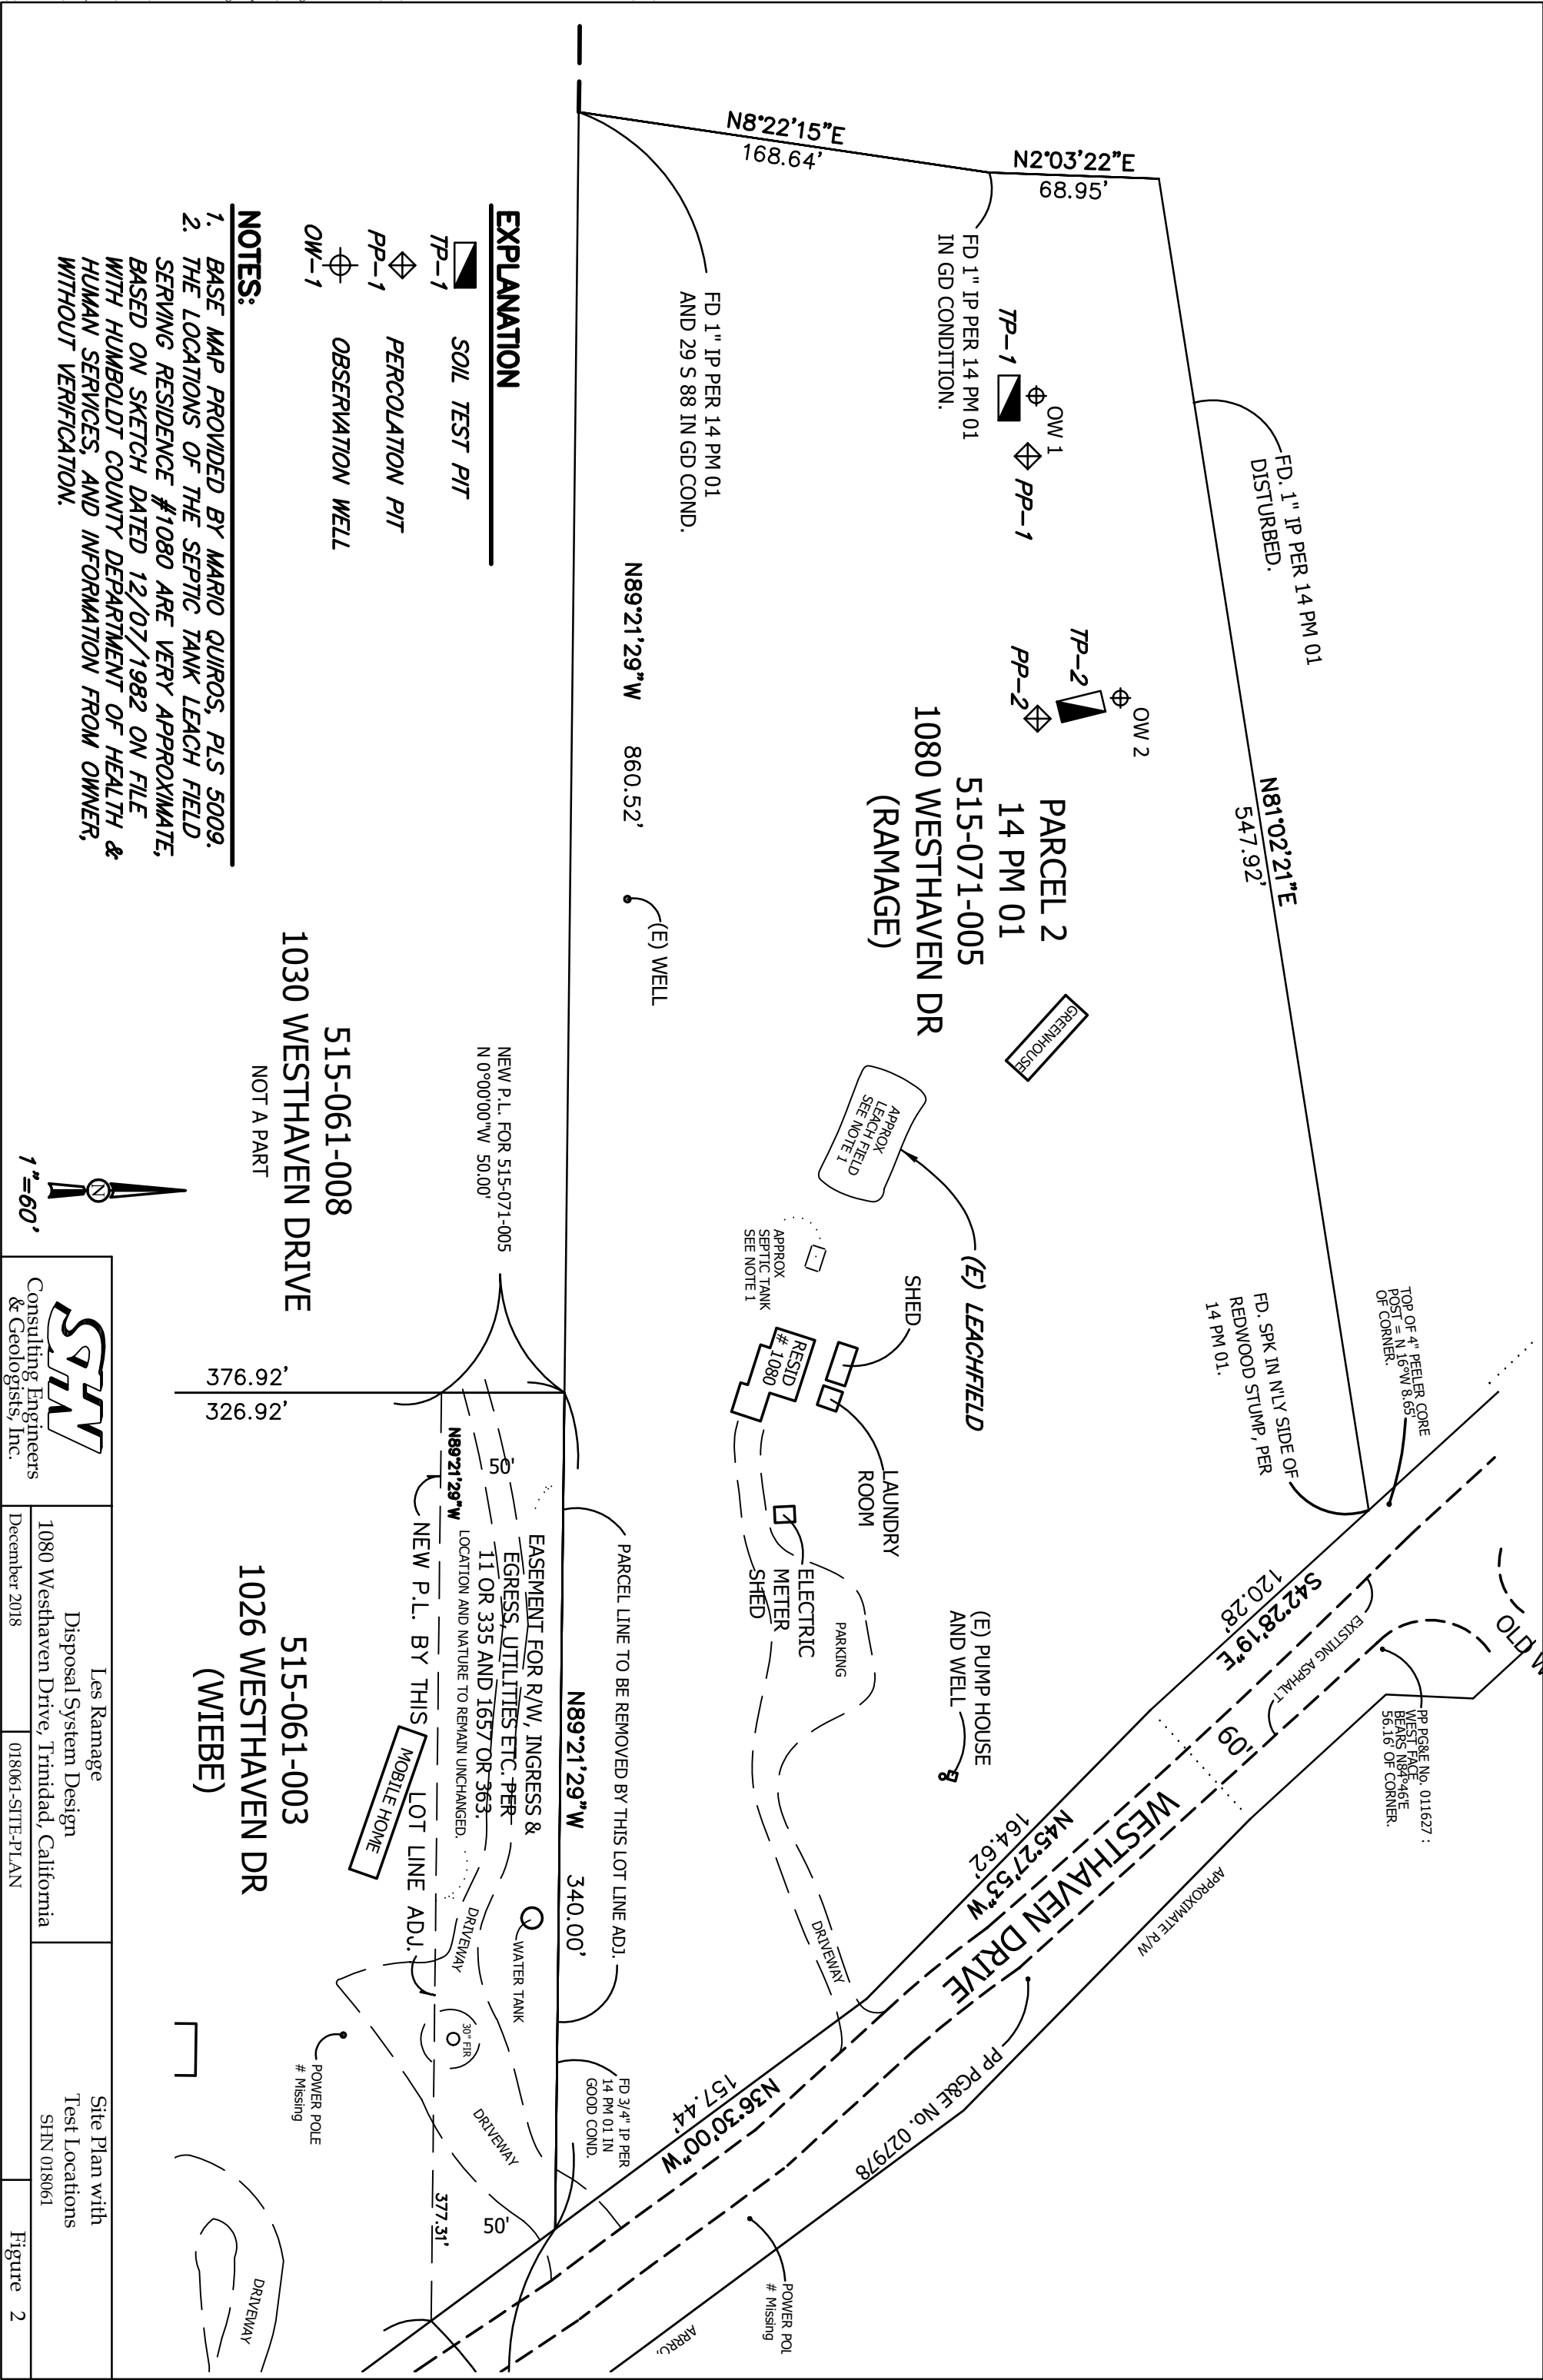 TOP OF 4" PEELER CORE
POST = N 16°W 8.65'
OF CORNER.
FD. SPK IN N'LY SIDE OF
REDWOOD STUMP, PER
14 PM 01.
OLD W
PP PG&E No. 011627 :
WEST FACE
BEARS N84°46'E
56.16' OF CORNER.
EXISTING ASPHALT
S42°28'19"E
120.28'
60'
N45°27'53"W
164.62'
WESTHAVEN DRIVE
APPROXIMATE R/W
PP PG&E No. 027978
N36°30'00"W
157.44'
POWER POL
# Missing
FD. 1" IP PER 14 PM 01
DISTURBED.
N81°02'21"E
547.92'
N2°03'22"E
68.95'
N8°22'15"E
168.64'
FD 1" IP PER 14 PM 01
IN GD CONDITION.
FD 1" IP PER 14 PM 01
AND 29 S 88 IN GD COND.
OW 1
TP-1
PP-1
OW 2
TP-2
PP-2
PARCEL 2
14 PM 01
515-071-005
1080 WESTHAVEN DR
(RAMAGE)
GREENHOUSE
APPROX
LEACH FIELD
SEE NOTE 1
(E) LEACHFIELD
APPROX
SEPTIC TANK
SEE NOTE 1
SHED
RESID
# 1080
LAUNDRY
ROOM
ELECTRIC
METER
SHED
PARKING
(E) PUMP HOUSE
AND WELL
DRIVEWAY
(E) WELL
N89°21'29"W 860.52'
PARCEL LINE TO BE REMOVED BY THIS LOT LINE ADJ.
N89°21'29"W 340.00'
FD 3/4" IP PER
14 PM 01 IN
GOOD COND.
NEW P.L. FOR 515-071-005
N 0°00'00"W 50.00'
EASEMENT FOR R/W, INGRESS &
EGRESS, UTILITIES ETC. PER
11 OR 335 AND 1657 OR 363.
LOCATION AND NATURE TO REMAIN UNCHANGED.
50'
N89°21'29"W
NEW P.L. BY THIS LOT LINE ADJ.
WATER TANK
DRIVEWAY
30" FIR
DRIVEWAY
50'
377.31'
MOBILE HOME
POWER POLE
# Missing
DRIVEWAY
376.92'
326.92'
515-061-008
1030 WESTHAVEN DRIVE
NOT A PART
515-061-003
1026 WESTHAVEN DR
(WIEBE)
EXPLANATION
TP-1 SOIL TEST PIT
PP-1 PERCOLATION PIT
OW-1 OBSERVATION WELL
NOTES:
1. BASE MAP PROVIDED BY MARIO QUIROS, PLS 5009.
2. THE LOCATIONS OF THE SEPTIC TANK LEACH FIELD
SERVING RESIDENCE #1080 ARE VERY APPROXIMATE,
BASED ON SKETCH DATED 12/07/1982 ON FILE
WITH HUMBOLDT COUNTY DEPARTMENT OF HEALTH &
HUMAN SERVICES, AND INFORMATION FROM OWNER,
WITHOUT VERIFICATION.
N
1"=60'
SHN
Consulting Engineers
& Geologists, Inc.
Les Ramage
Disposal System Design
1080 Westhaven Drive, Trinidad, California
December 2018
018061-SITE-PLAN
Site Plan with
Test Locations
SHN 018061
Figure 2